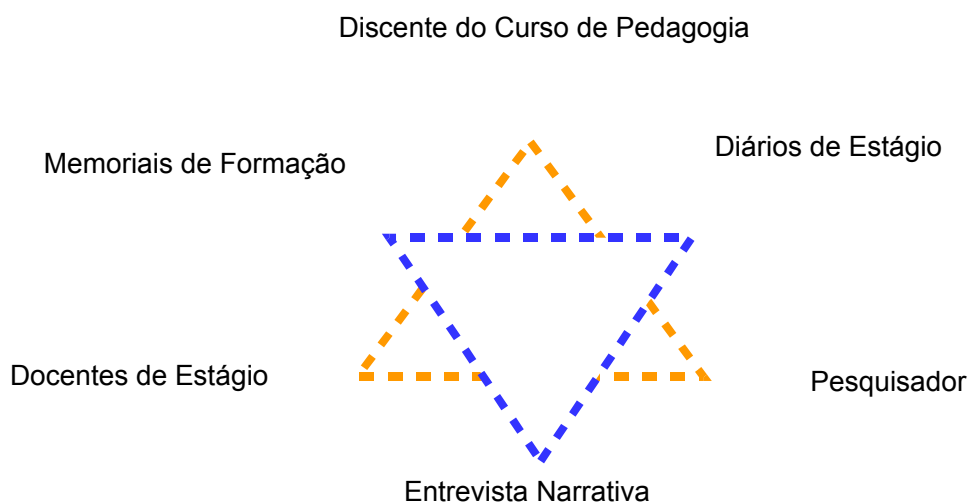 Discente do Curso de Pedagogia
Memoriais de Formação
Diários de Estágio
Docentes de Estágio
Pesquisador
Entrevista Narrativa